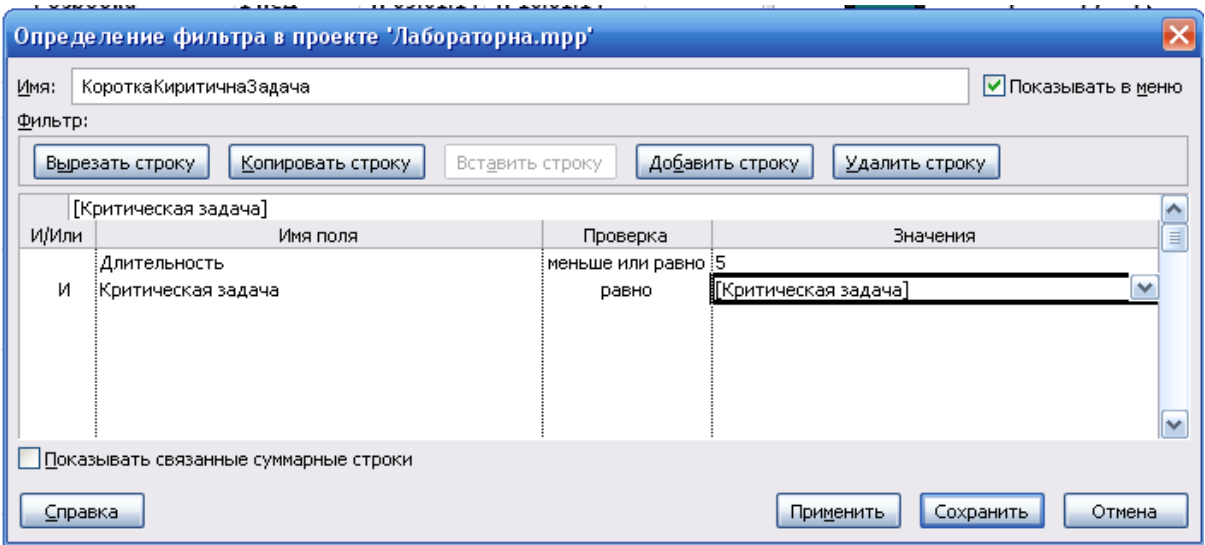 Определение фильтра в проекте 'Лабораторна.mpp'
Имя: КороткаКиритичнаЗадача Показывать в меню
Фильтр:
Вырезать строку Копировать строку Вставить строку Добавить строку Удалить строку
[Критическая задача]
И/Или Имя поля Проверка Значения
Длительность меньше или равно 5
И Критическая задача равно [Критическая задача]
Показывать связанные суммарные строки
Справка Применить Сохранить Отмена